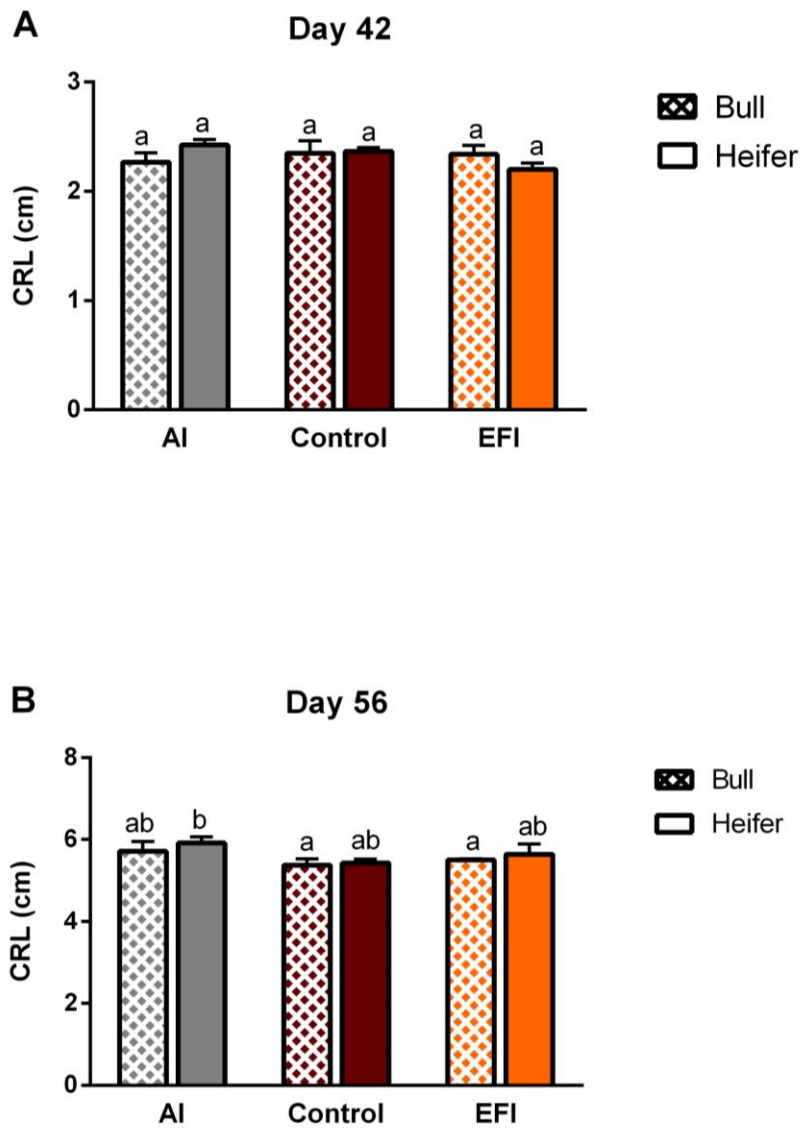 A
Day 42
CRL (cm)
3
2
1
0
a
a
a
a
a
a
AI
Control
EFI
Bull
Heifer
B
Day 56
CRL (cm)
8
6
4
2
0
ab
b
a
ab
a
ab
AI
Control
EFI
Bull
Heifer